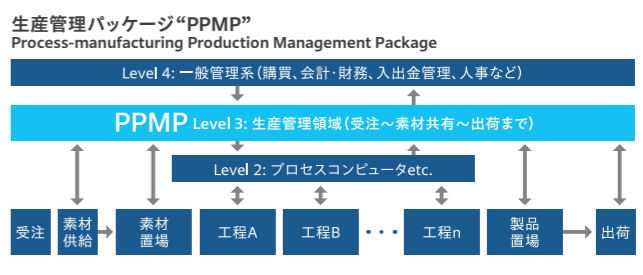 生産管理パッケージ“PPMP”
Process-manufacturing Production Management Package
Level 4: 一般管理系（購買、会計・財務、入出金管理、人事など）
PPMP Level 3: 生産管理領域（受注～素材共有～出荷まで）
Level 2: プロセスコンピュータetc.
受注
素材
供給
素材
置場
工程A
工程B
・・・
工程n
製品
置場
出荷